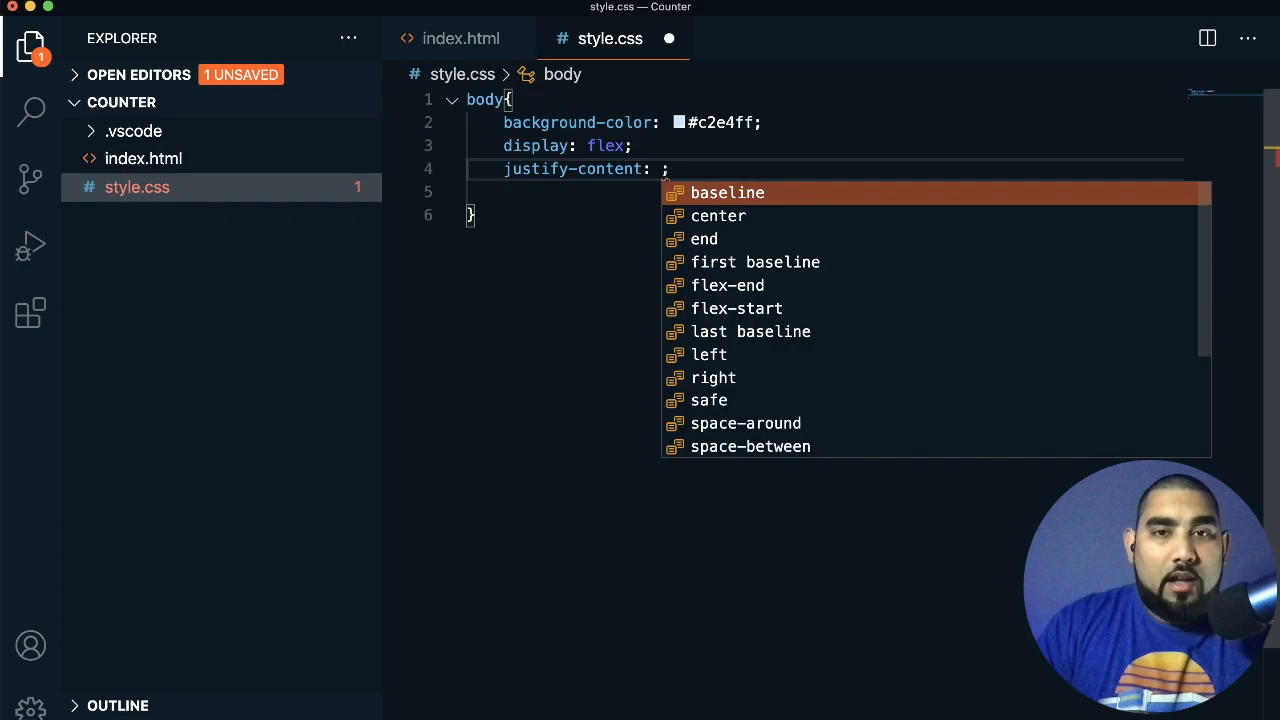 style.css — Counter
EXPLORER
index.html
# style.css
1
OPEN EDITORS 1 UNSAVED
# style.css > body
COUNTER
.vscode
index.html
# style.css 1
1 body{
2 background-color: #c2e4ff;
3 display: flex;
4 justify-content: ;
5
6 }
baseline
center
end
first baseline
flex-end
flex-start
last baseline
left
right
safe
space-around
space-between
OUTLINE